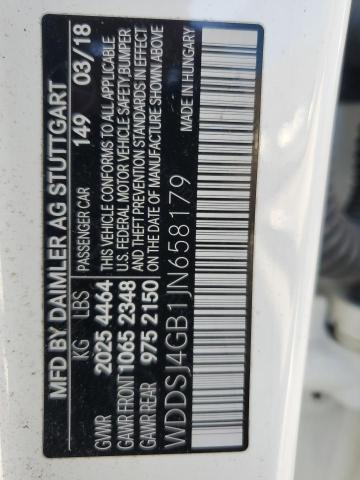 MFD BY DAIMLER AG STUTTGART
PASSENGER CAR 149 03/18
KG LBS
GVWR 2025 4464
GAWR FRONT 1065 2348
GAWR REAR 975 2150
THIS VEHICLE CONFORMS TO ALL APPLICABLE
U.S. FEDERAL MOTOR VEHICLE SAFETY, BUMPER
AND THEFT PREVENTION STANDARDS IN EFFECT
ON THE DATE OF MANUFACTURE SHOWN ABOVE
MADE IN HUNGARY
WDDSJ4GB1JN658179